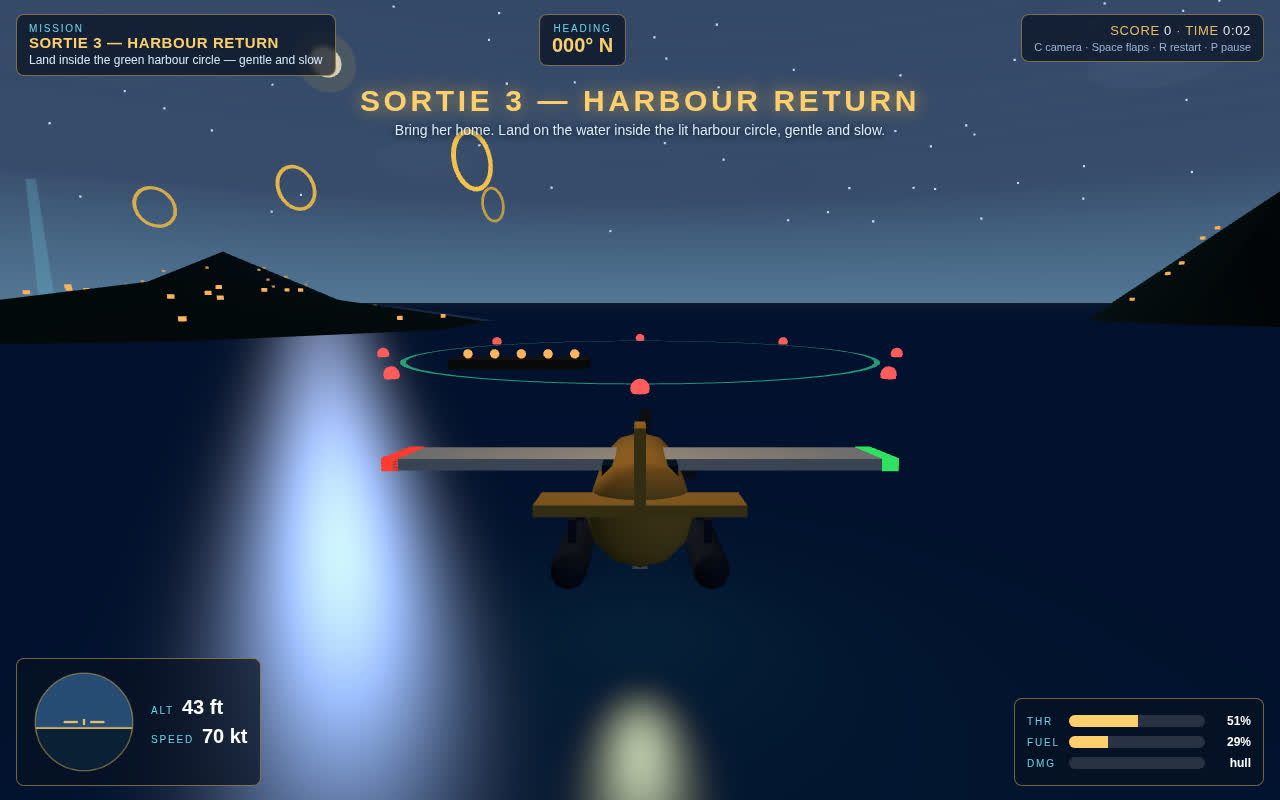 MISSION
SORTIE 3 — HARBOUR RETURN
Land inside the green harbour circle — gentle and slow
HEADING
000° N
SCORE 0 · TIME 0:02
C camera · Space flaps · R restart · P pause
SORTIE 3 — HARBOUR RETURN
Bring her home. Land on the water inside the lit harbour circle, gentle and slow.
ALT 43 ft
SPEED 70 kt
THR 51%
FUEL 29%
DMG hull